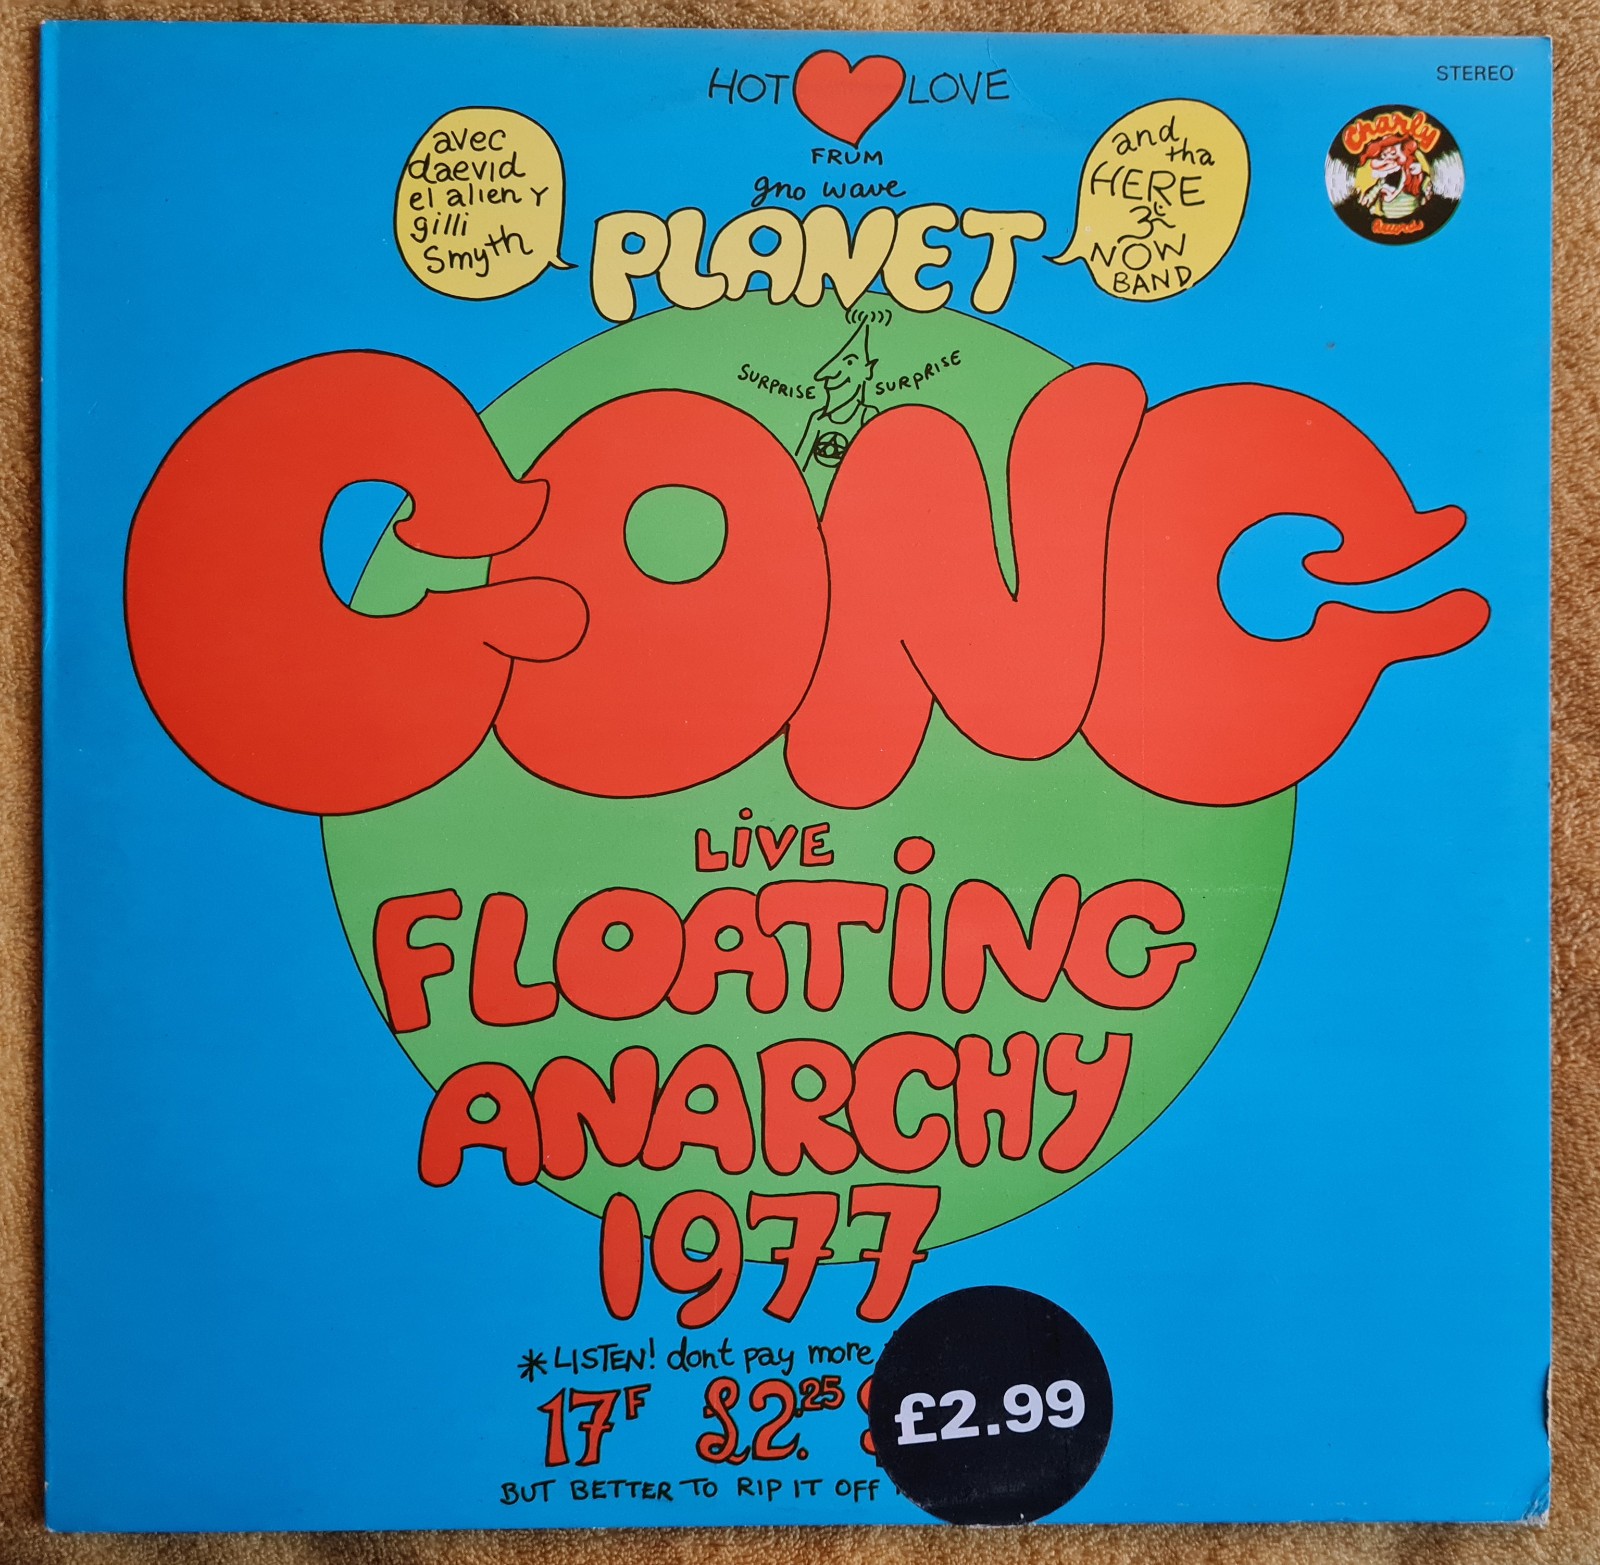 STEREO
HOT LOVE
FRUM
gno wave
PLANET
avec
daevid
el alien y
gilli
Smyth
and
tha
HERE
&
NOW
BAND
Charly
Records
SURPRISE SURPRISE
GONG
LiVE
FLOATiNG
ANARCHY
1977
*LISTEN! dont pay more
17F £2.25
£2.99
BUT BETTER TO RIP IT OFF